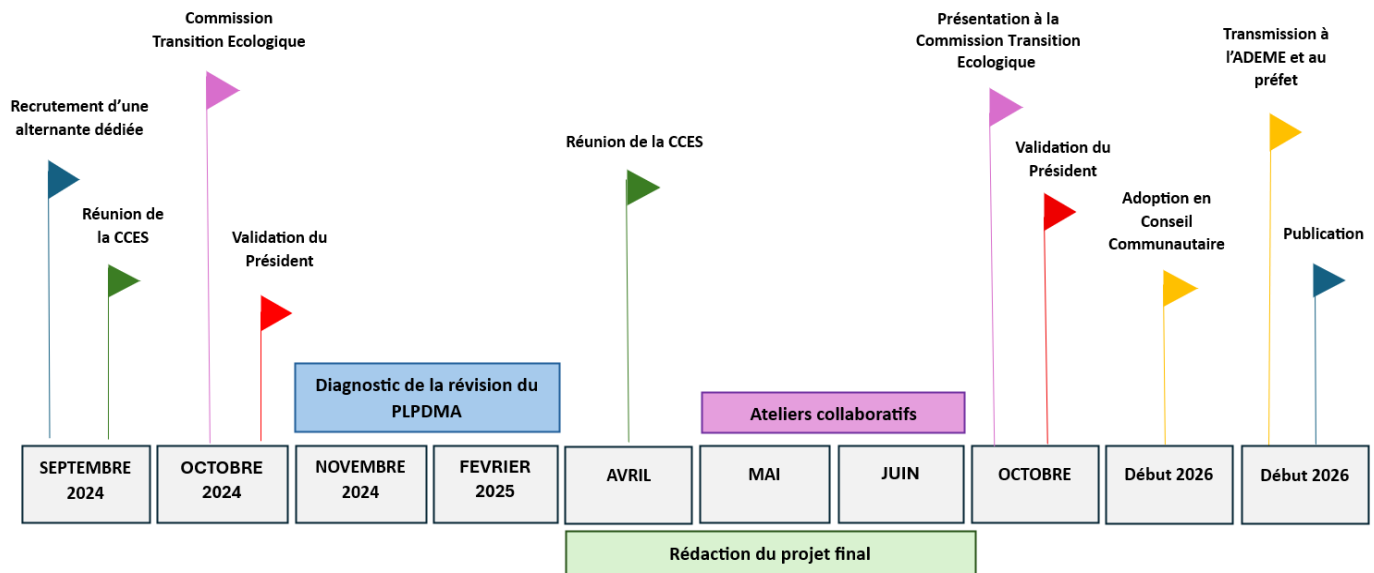 Commission
Transition Ecologique
Recrutement d’une
alternante dédiée
Réunion de
la CCES
Validation du
Président
Réunion de la CCES
Présentation à la
Commission Transition
Ecologique
Validation du
Président
Adoption en
Conseil
Communautaire
Transmission à
l’ADEME et au
préfet
Publication
Diagnostic de la révision du
PLPDMA
Ateliers collaboratifs
SEPTEMBRE
2024
OCTOBRE
2024
NOVEMBRE
2024
FEVRIER
2025
AVRIL
MAI
JUIN
OCTOBRE
Début 2026
Début 2026
Rédaction du projet final